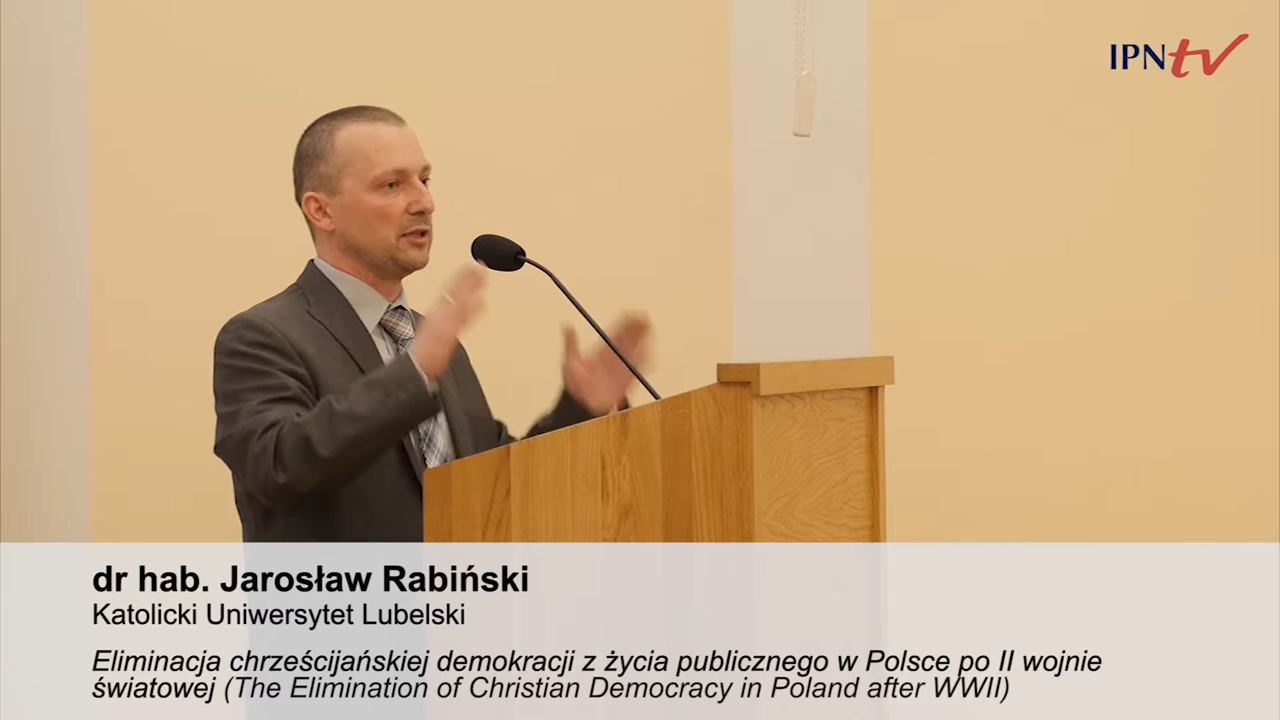 IPNtv
dr hab. Jarosław Rabiński
Katolicki Uniwersytet Lubelski
Eliminacja chrześcijańskiej demokracji z życia publicznego w Polsce po II wojnie
światowej (The Elimination of Christian Democracy in Poland after WWII)